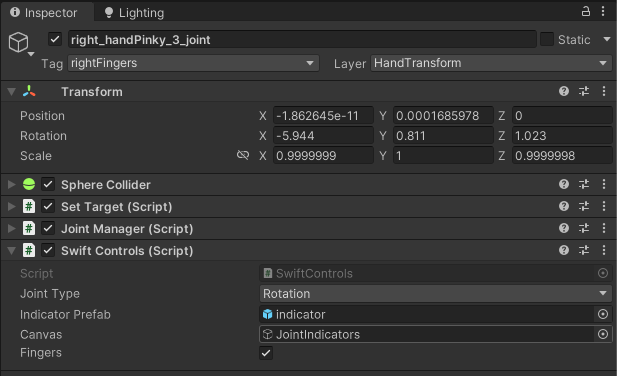 Inspector Lighting
right_handPinky_3_joint Static
Tag rightFingers Layer HandTransform
Transform
Position X -1.862645e-11 Y 0.0001685978 Z 0
Rotation X -5.944 Y 0.811 Z 1.023
Scale X 0.9999999 Y 1 Z 0.9999998
Sphere Collider
# Set Target (Script)
# Joint Manager (Script)
# Swift Controls (Script)
Script # SwiftControls
Joint Type Rotation
Indicator Prefab indicator
Canvas JointIndicators
Fingers